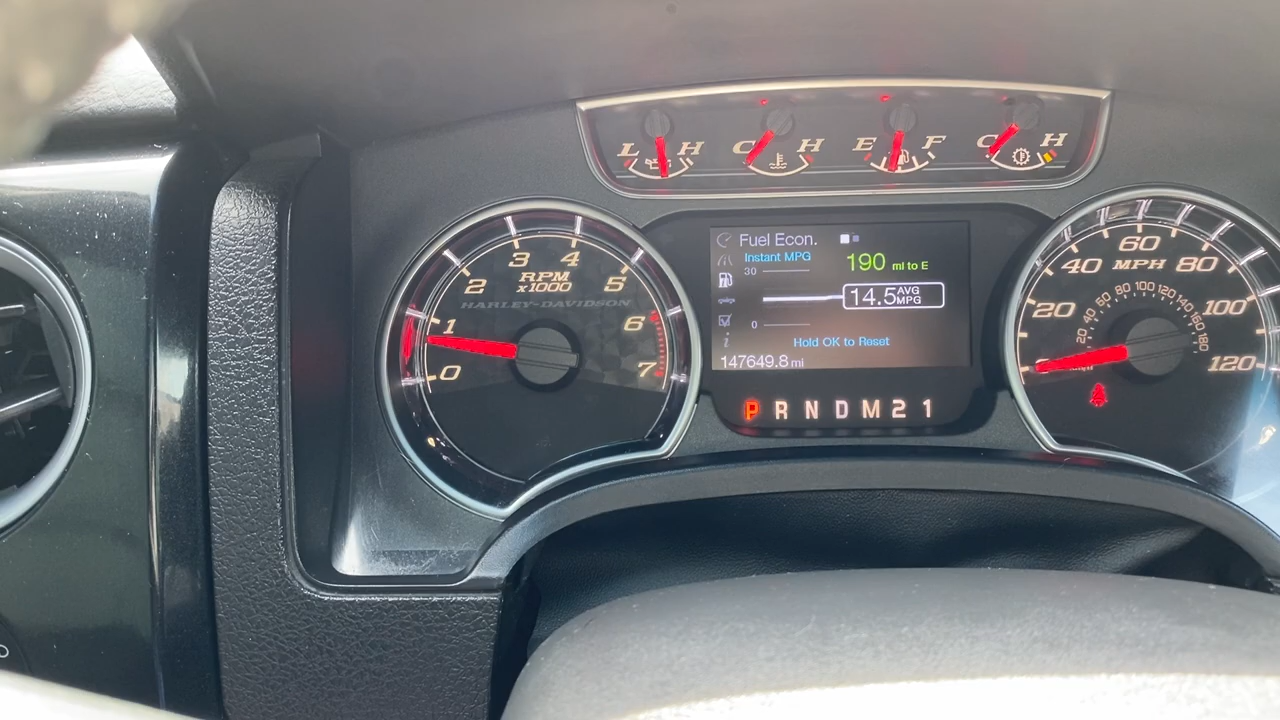 L H C H E F C H
Fuel Econ.
Instant MPG
190 mi to E
30
14.5 AVG MPG
0
Hold OK to Reset
147649.8 mi
P R N D M 2 1
0 1 2 3 4 5 6 7
RPM
x1000
HARLEY-DAVIDSON
20 40 60 80 100 120
MPH
20 40 60 80 100 120 140 160 180